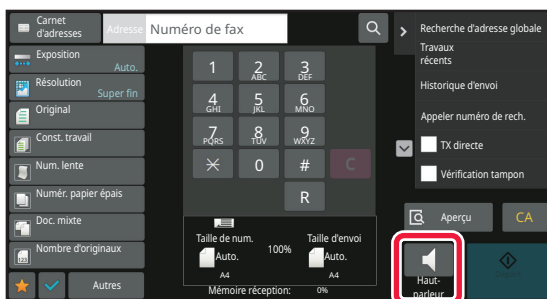 Carnet
d'adresses
Adresse
Numéro de fax
Recherche d'adresse globale
Travaux
récents
Historique d'envoi
Appeler numéro de rech.
TX directe
Vérification tampon
Exposition
Auto.
Résolution
Super fin
Original
Const. travail
Num. lente
Numér. papier
épais
Doc. mixte
Nombre d'originaux
Autres
1
2
ABC
3
DEF
4
GHI
5
JKL
6
MNO
7
PQRS
8
TUV
9
WXYZ
0
#
C
R
Taille de num.
100%
Taille d'envoi
Auto.
Auto.
A4
A4
Mémoire réception: 0%
Aperçu
CA
Haut-
parleur
Départ